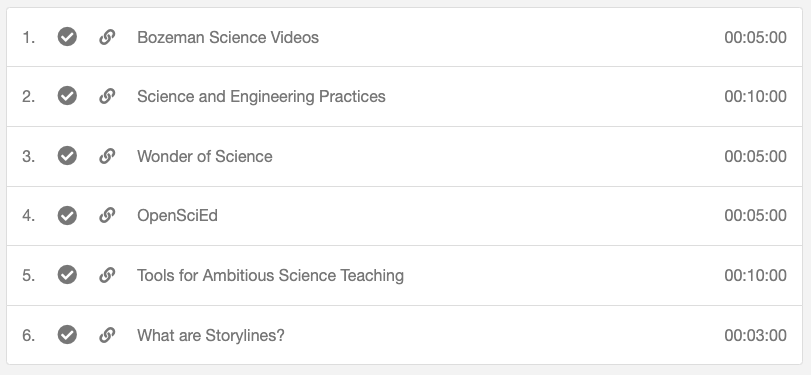 1. Bozeman Science Videos 00:05:00
2. Science and Engineering Practices 00:10:00
3. Wonder of Science 00:05:00
4. OpenSciEd 00:05:00
5. Tools for Ambitious Science Teaching 00:10:00
6. What are Storylines? 00:03:00